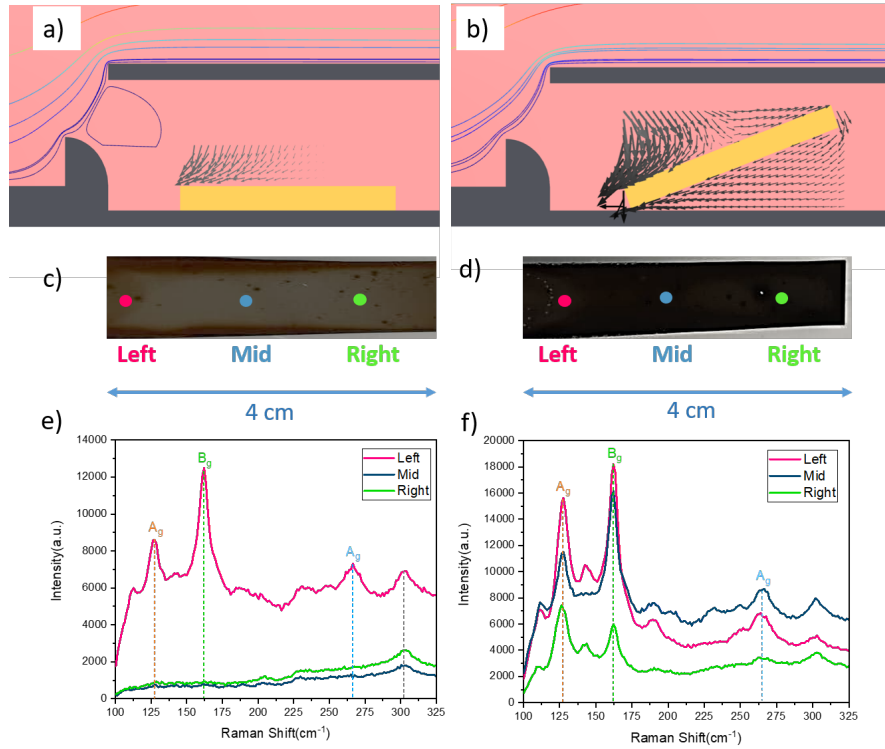 a)
b)
c)
d)
Left
Mid
Right
Left
Mid
Right
4 cm
4 cm
e)
f)
14000
12000
10000
8000
6000
4000
2000
0
Intensity(a.u.)
Ag
Bg
Ag
Left
Mid
Right
100
125
150
175
200
225
250
275
300
325
Raman Shift(cm-1)
20000
18000
16000
14000
12000
10000
8000
6000
4000
2000
0
Intensity(a.u.)
Ag
Bg
Ag
Left
Mid
Right
100
125
150
175
200
225
250
275
300
325
Raman Shift(cm-1)